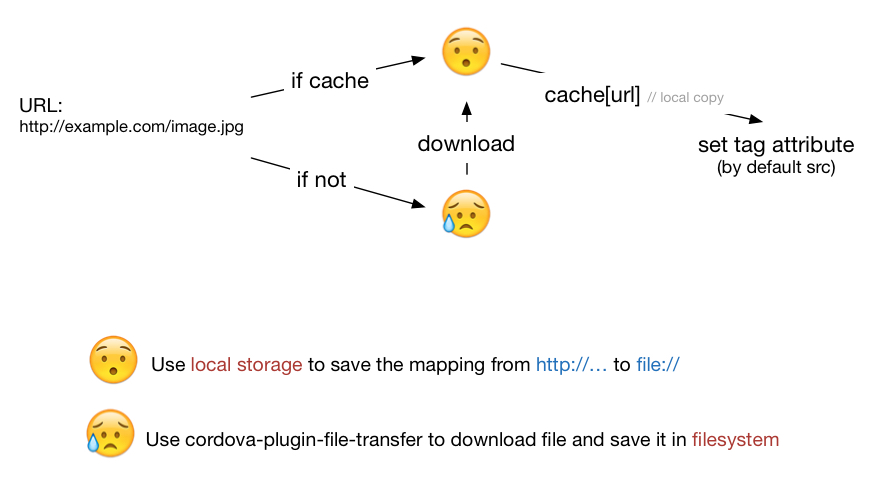 if cache
cache[url] // local copy
URL:
http://example.com/image.jpg
download
set tag attribute
(by default src)
if not
Use local storage to save the mapping from http://… to file://
Use cordova-plugin-file-transfer to download file and save it in filesystem